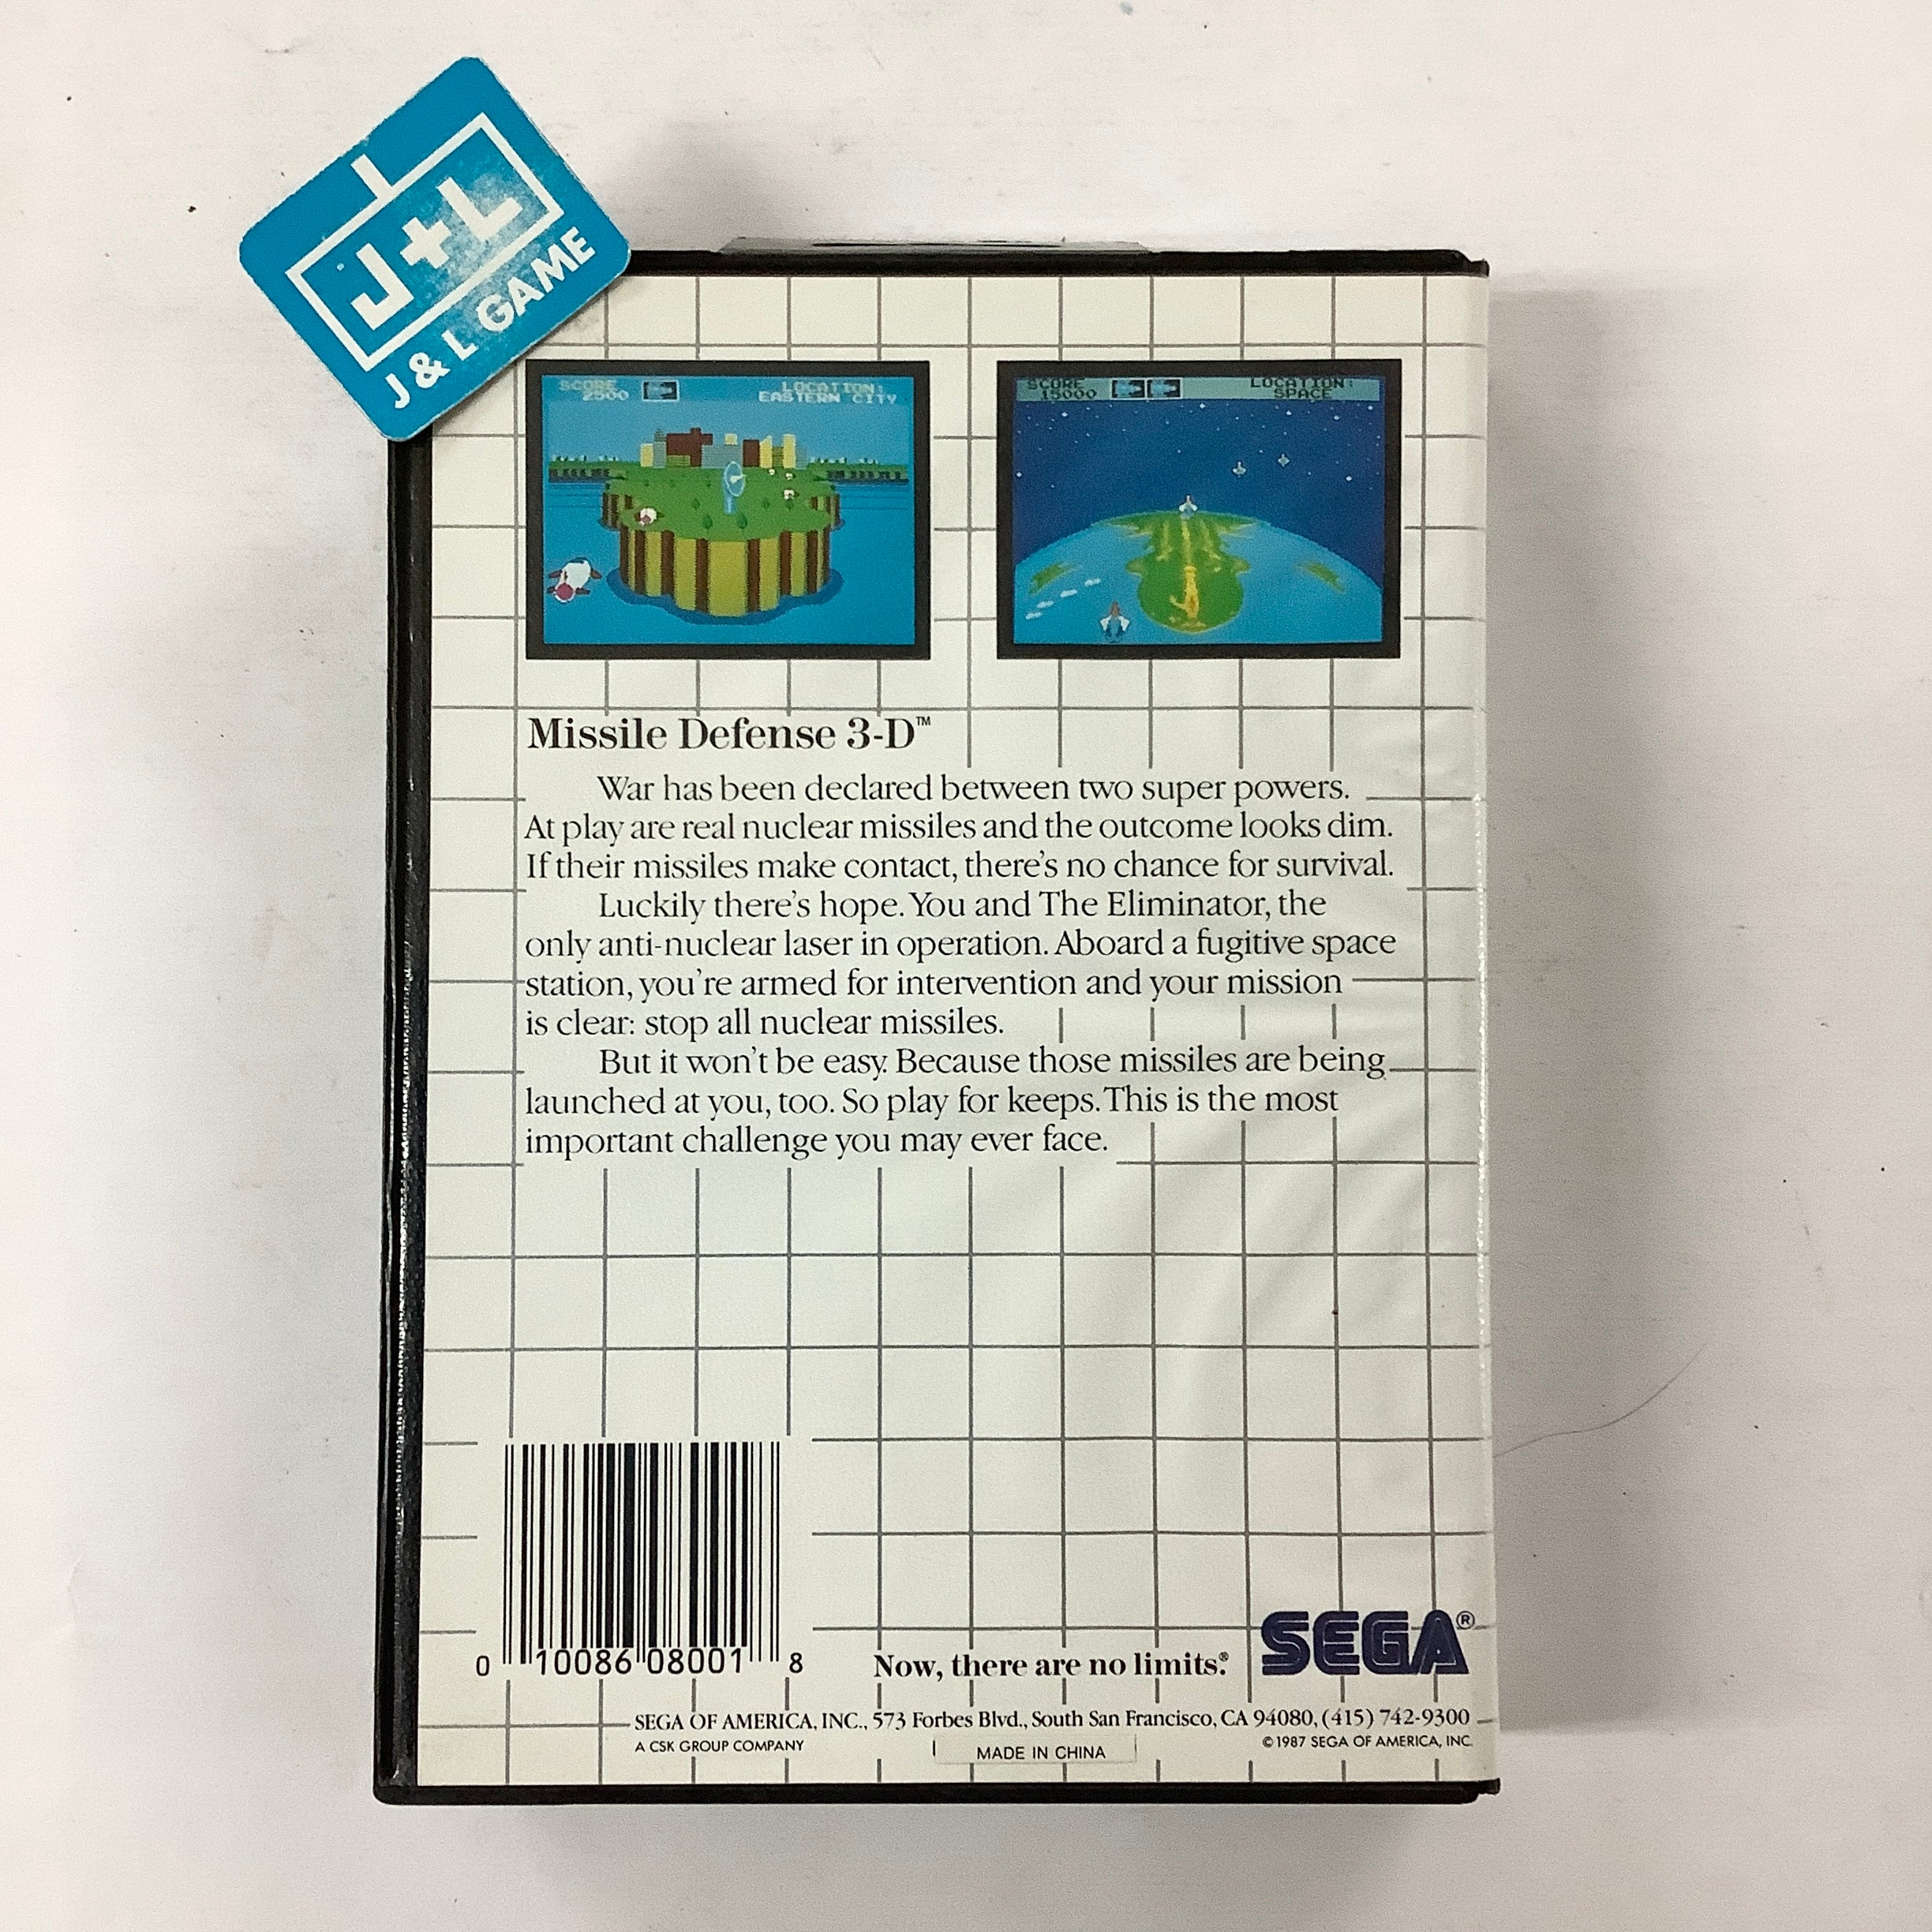 J+L
J & L GAME
SCORE
2500
LOCATION:
EASTERN CITY
SCORE
15000
LOCATION:
SPACE
Missile Defense 3-D™
War has been declared between two super powers.
At play are real nuclear missiles and the outcome looks dim.
If their missiles make contact, there's no chance for survival.
Luckily there's hope. You and The Eliminator, the
only anti-nuclear laser in operation. Aboard a fugitive space
station, you're armed for intervention and your mission
is clear: stop all nuclear missiles.
But it won't be easy. Because those missiles are being
launched at you, too. So play for keeps. This is the most
important challenge you may ever face.
0 10086 08001 8
Now, there are no limits.®
SEGA®
SEGA OF AMERICA, INC., 573 Forbes Blvd., South San Francisco, CA 94080, (415) 742-9300
A CSK GROUP COMPANY
MADE IN CHINA
©1987 SEGA OF AMERICA, INC.